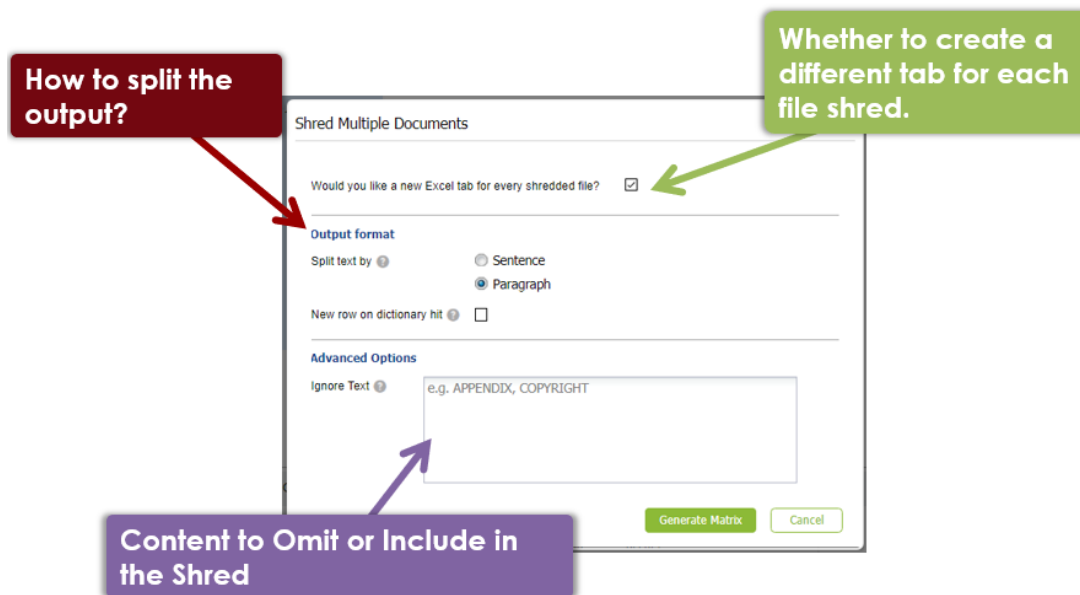 Whether to create a
different tab for each
file shred.
How to split the
output?
Shred Multiple Documents
Would you like a new Excel tab for every shredded file?
Output format
Split text by
Sentence
Paragraph
New row on dictionary hit
Advanced Options
Ignore Text
e.g. APPENDIX, COPYRIGHT
Generate Matrix
Cancel
Content to Omit or Include in
the Shred